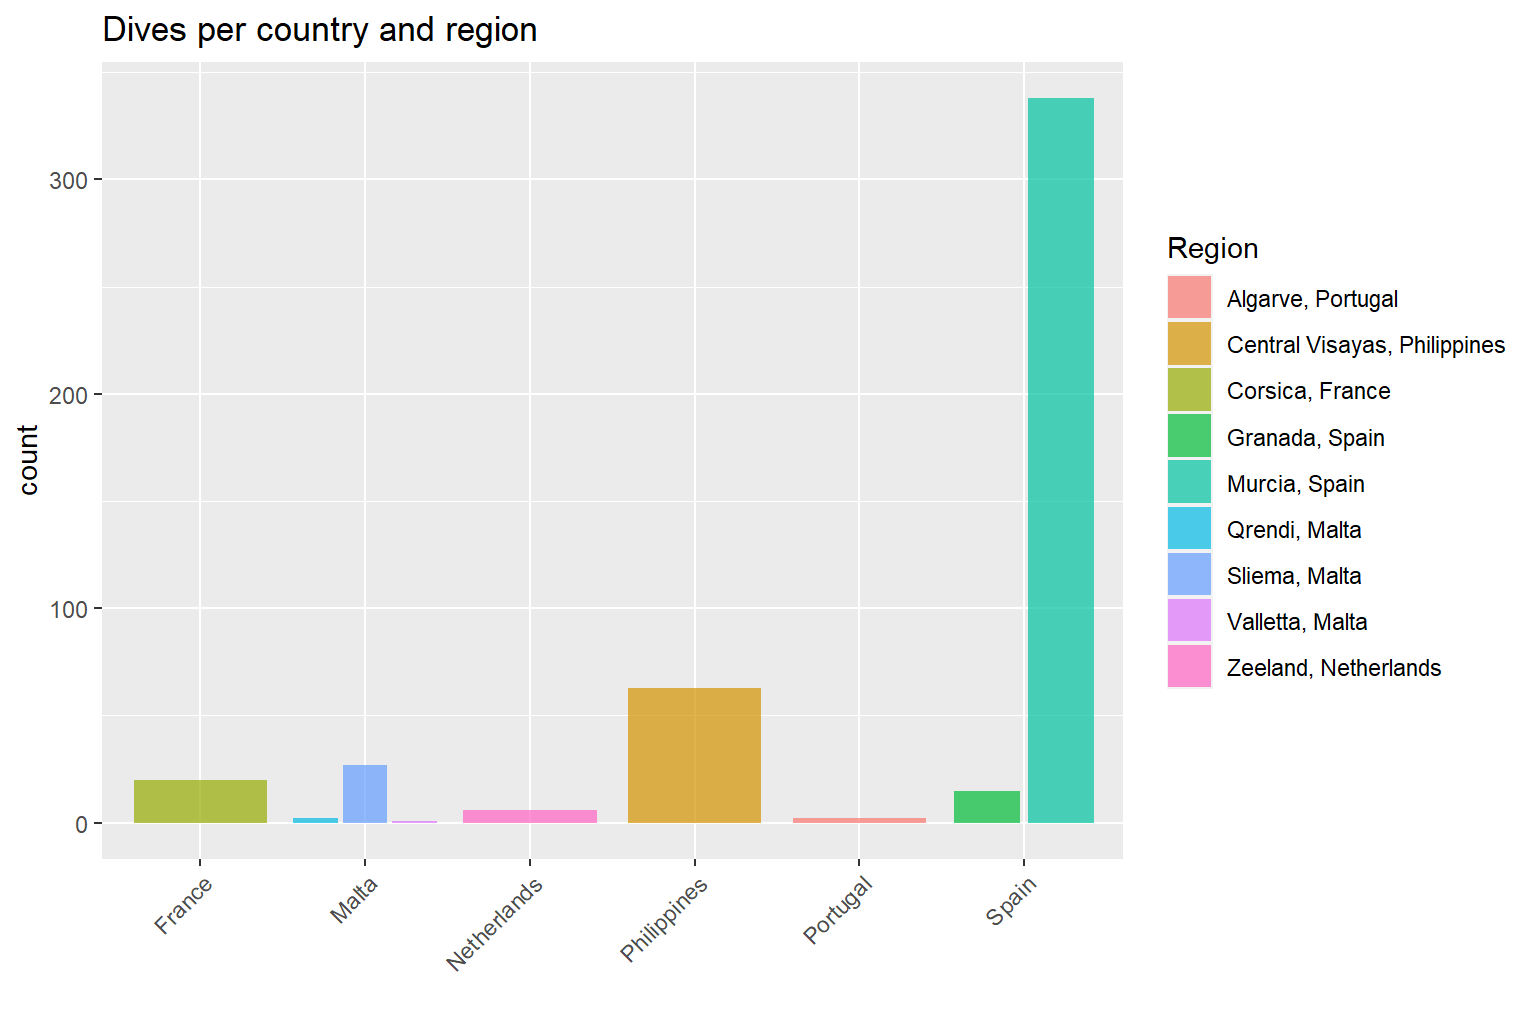 Dives per country and region
count
300
200
100
0
France
Malta
Netherlands
Philippines
Portugal
Spain
Region
Algarve, Portugal
Central Visayas, Philippines
Corsica, France
Granada, Spain
Murcia, Spain
Qrendi, Malta
Sliema, Malta
Valletta, Malta
Zeeland, Netherlands